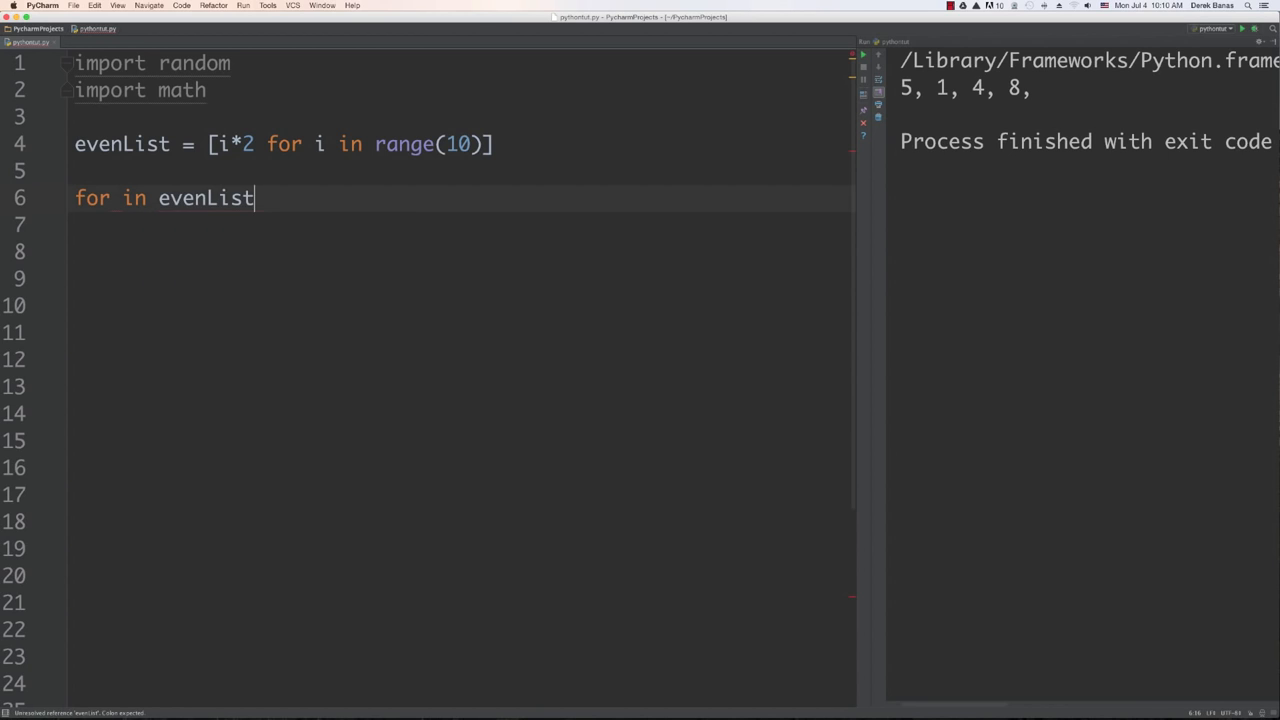 PyCharm File Edit View Navigate Code Refactor Run Tools VCS Window Help 10 Mon Jul 4 10:10 AM Derek Banas
pythontut.py - PycharmProjects - [~/PycharmProjects]
PycharmProjects pythontut.py pythontut
pythontut.py Run: pythontut
1 import random
2 import math
3
4 evenList = [i*2 for i in range(10)]
5
6 for in evenList
7
8
9
10
11
12
13
14
15
16
17
18
19
20
21
22
23
24
25
/Library/Frameworks/Python.frame
5, 1, 4, 8,
Process finished with exit code
Unresolved reference 'evenList'. Colon expected. 6:16 LF‡ UTF-8‡